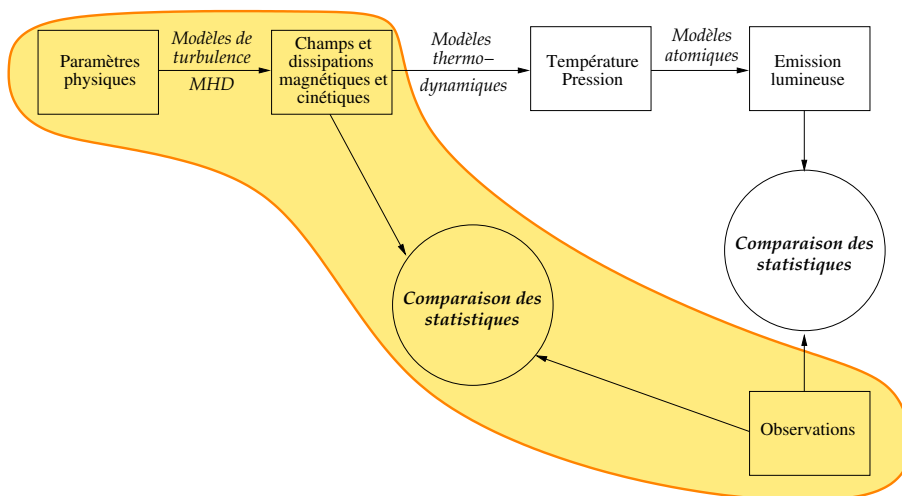 Paramètres
physiques
Modèles de
turbulence
MHD
Champs et
dissipations
magnétiques et
cinétiques
Modèles
thermo−
dynamiques
Température
Pression
Modèles
atomiques
Emission
lumineuse
Comparaison des
statistiques
Comparaison des
statistiques
Observations